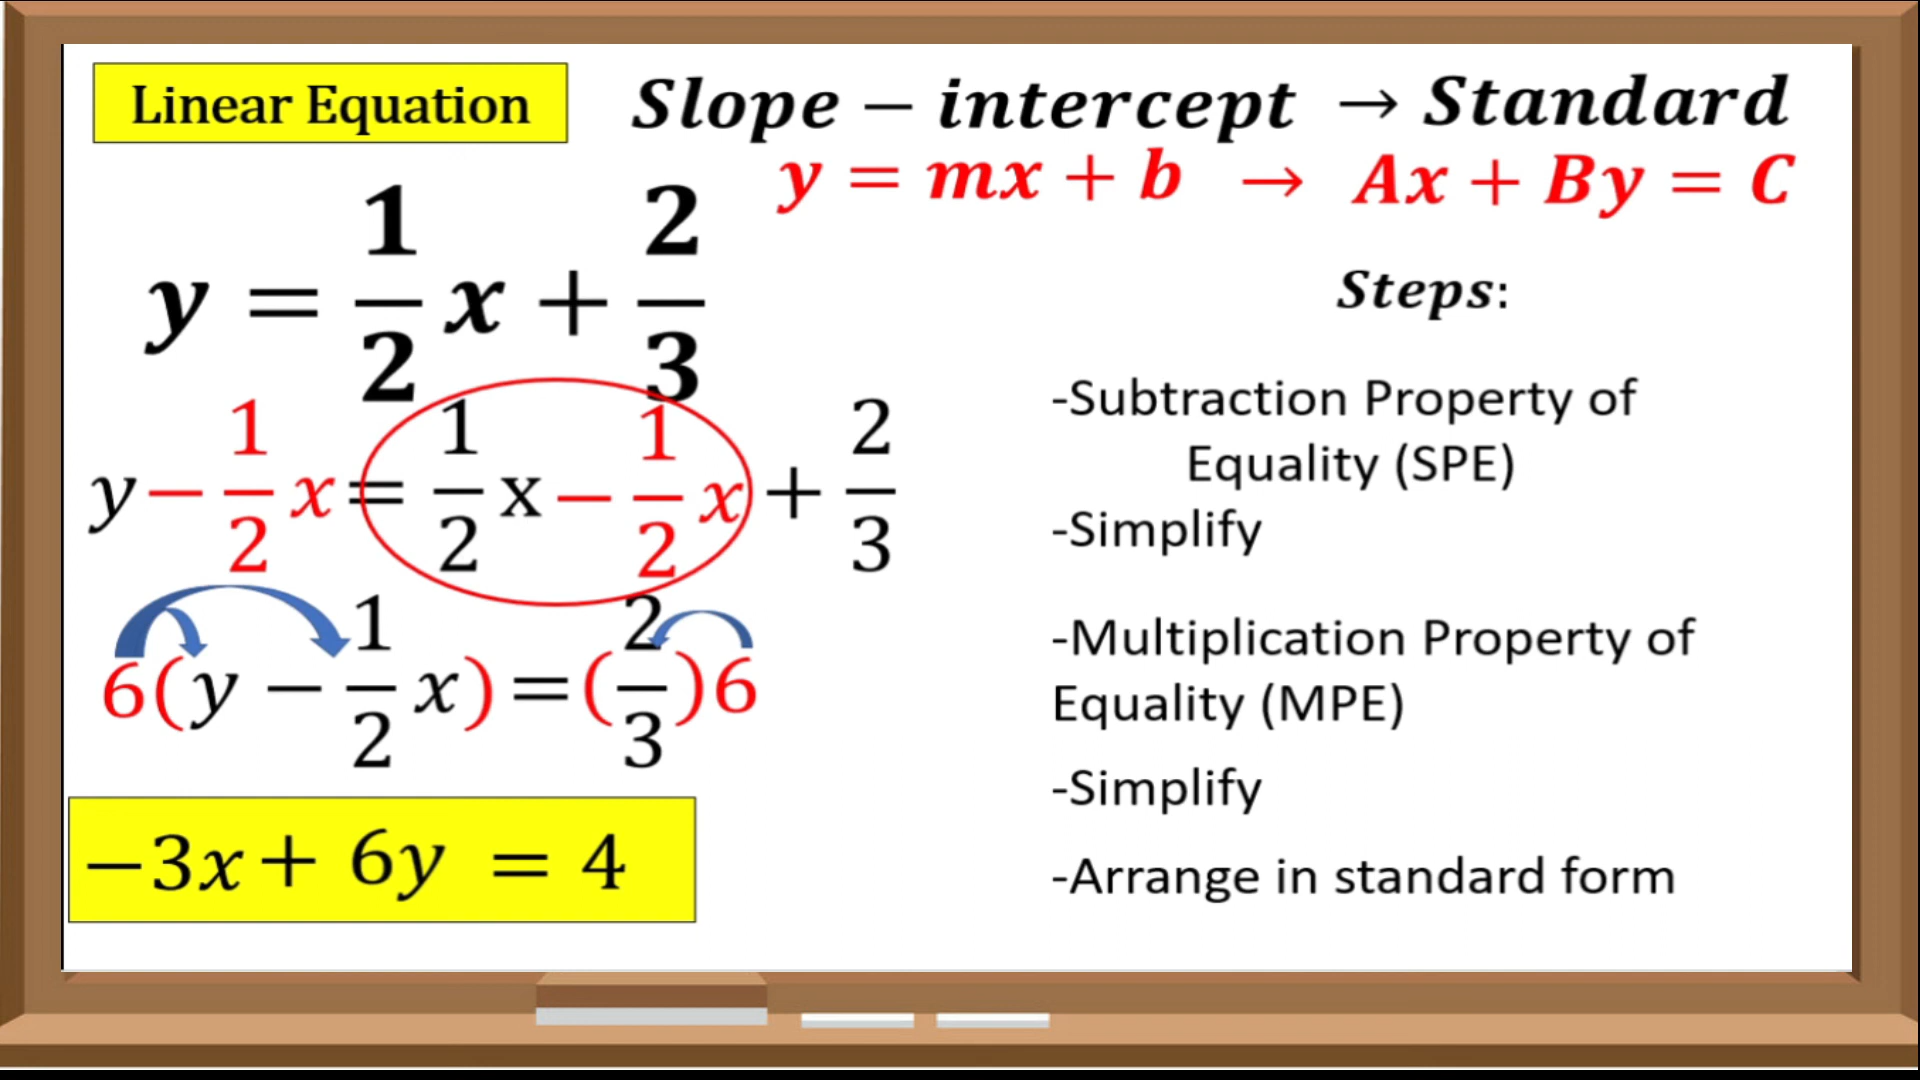 Linear Equation
Slope − intercept → Standard
y = mx + b → Ax + By = C
y = 1/2 x + 2/3
Steps:
y − 1/2 x = 1/2 x − 1/2 x + 2/3
-Subtraction Property of
Equality (SPE)
-Simplify
6(y − 1/2 x) = (2/3)6
-Multiplication Property of
Equality (MPE)
-Simplify
−3x + 6y = 4
-Arrange in standard form